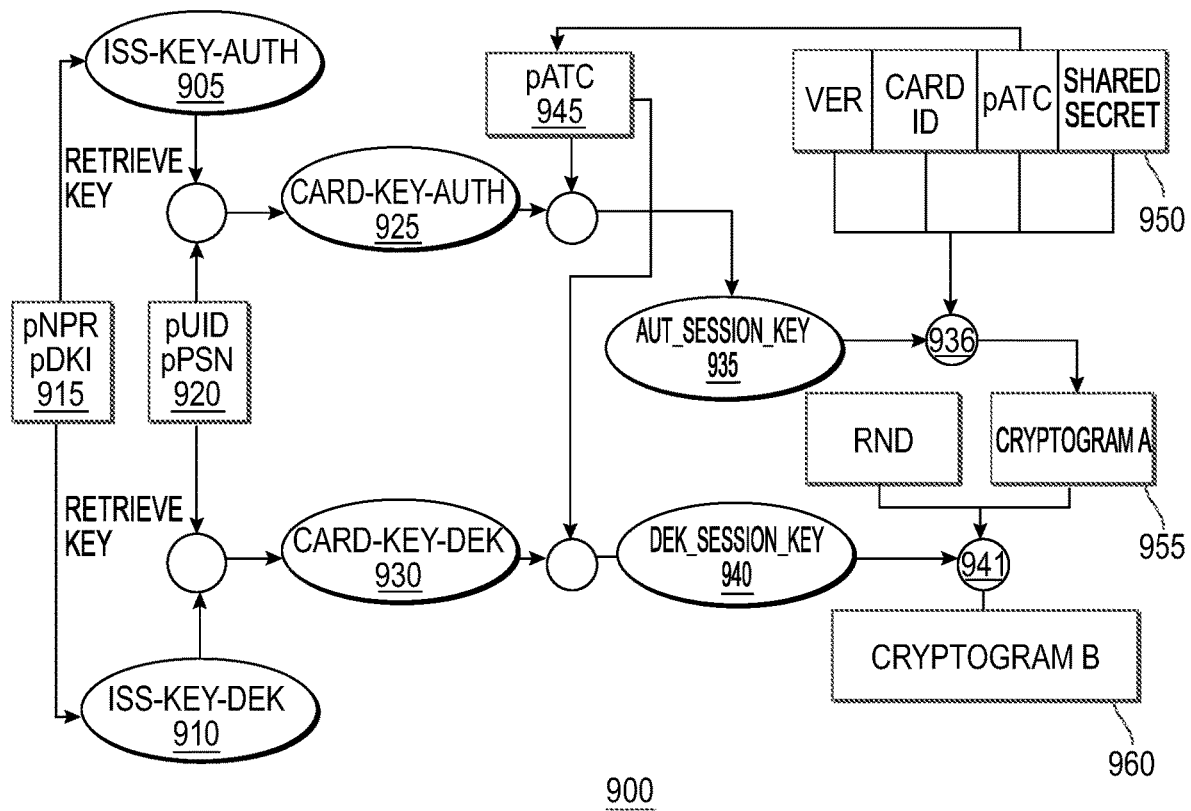 ISS-KEY-AUTH
905
RETRIEVE
KEY
pATC
945
VER
CARD
ID
pATC
SHARED
SECRET
950
CARD-KEY-AUTH
925
pNPR
pDKI
915
pUID
pPSN
920
AUT_SESSION_KEY
935
936
RND
CRYPTOGRAM A
955
RETRIEVE
KEY
CARD-KEY-DEK
930
DEK_SESSION_KEY
940
941
CRYPTOGRAM B
960
ISS-KEY-DEK
910
900